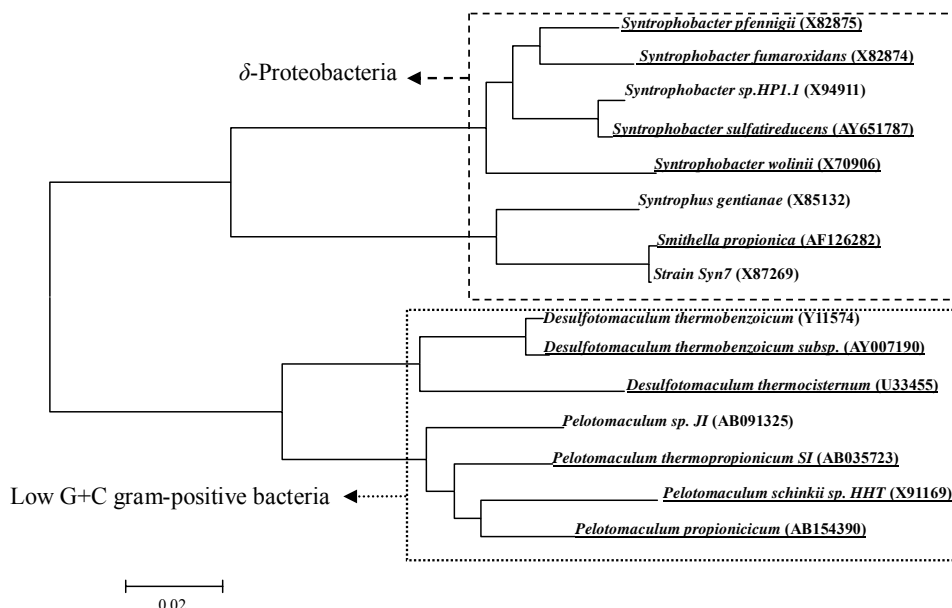 Syntrophobacter pfennigii (X82875)
Syntrophobacter fumaroxidans (X82874)
δ-Proteobacteria
Syntrophobacter sp.HP1.1 (X94911)
Syntrophobacter sulfatireducens (AY651787)
Syntrophobacter wolinii (X70906)
Syntrophus gentianae (X85132)
Smithella propionica (AF126282)
Strain Syn7 (X87269)
Desulfotomaculum thermobenzoicum (Y11574)
Desulfotomaculum thermobenzoicum subsp. (AY007190)
Desulfotomaculum thermocisternum (U33455)
Pelotomaculum sp. JI (AB091325)
Pelotomaculum thermopropionicum SI (AB035723)
Low G+C gram-positive bacteria
Pelotomaculum schinkii sp. HHT (X91169)
Pelotomaculum propionicicum (AB154390)
0.02